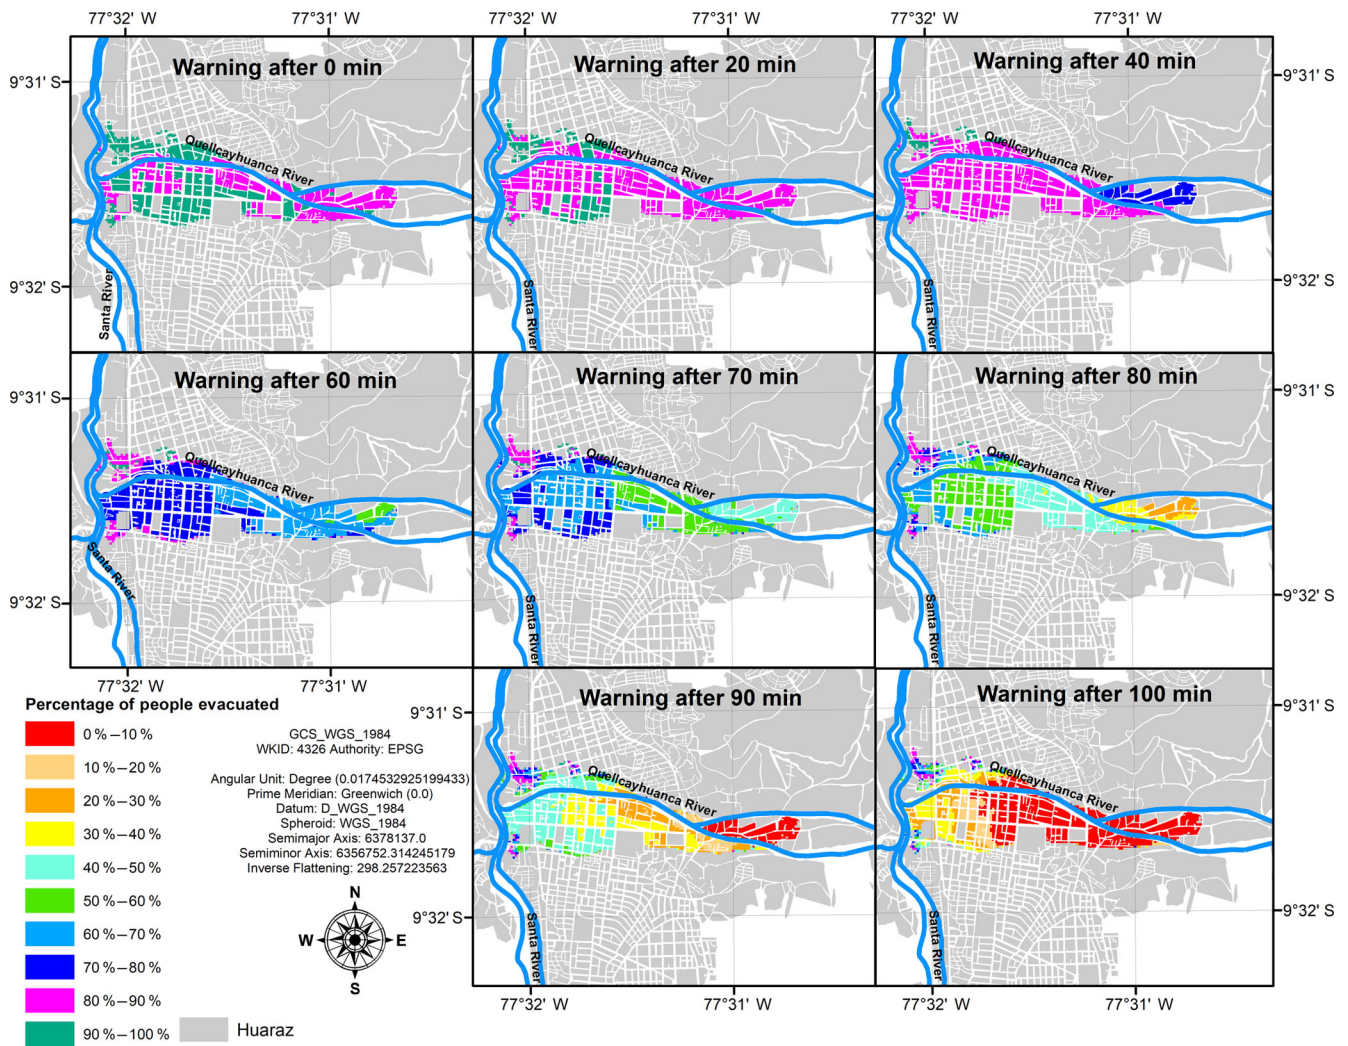 77°32' W 77°31' W 77°32' W 77°31' W
Warning after 0 min
Warning after 20 min
Warning after 40 min
9°31' S
9°31' S
Quellcayhuanca River
Quellcayhuanca River
Quellcayhuanca River
9°32' S
9°32' S
Santa River
Santa River
Santa River
Warning after 60 min
Warning after 70 min
Warning after 80 min
9°31' S
9°31' S
Quellcayhuanca River
Quellcayhuanca River
Quellcayhuanca River
9°32' S
9°32' S
Santa River
Santa River
Santa River
77°32' W 77°31' W
Warning after 90 min
Warning after 100 min
9°31' S
9°31' S
Quellcayhuanca River
Quellcayhuanca River
9°32' S
9°32' S
Santa River
Santa River
77°32' W 77°31' W 77°32' W 77°31' W
Percentage of people evacuated
0 %–10 %
10 %–20 %
20 %–30 %
30 %–40 %
40 %–50 %
50 %–60 %
60 %–70 %
70 %–80 %
80 %–90 %
90 %–100 %
Huaraz
GCS_WGS_1984
WKID: 4326 Authority: EPSG
Angular Unit: Degree (0.0174532925199433)
Prime Meridian: Greenwich (0.0)
Datum: D_WGS_1984
Spheroid: WGS_1984
Semimajor Axis: 6378137.0
Semiminor Axis: 6356752.314245179
Inverse Flattening: 298.257223563
N
W E
S